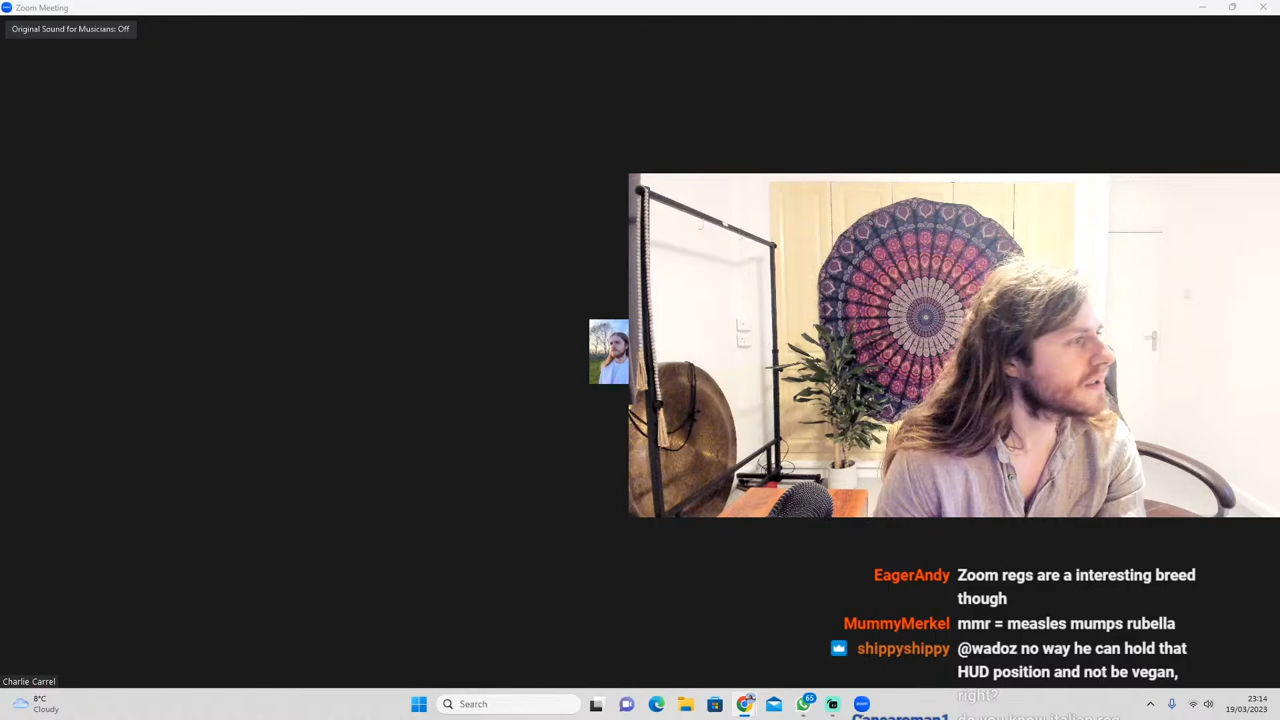 Zoom Meeting
Original Sound for Musicians: Off
EagerAndy Zoom regs are a interesting breed
though
MummyMerkel mmr = measles mumps rubella
shippyshippy @wadoz no way he can hold that
HUD position and not be vegan,
right?
Charlie Carrel
8°C
Cloudy
Search
65
zoom
23:14
19/03/2023